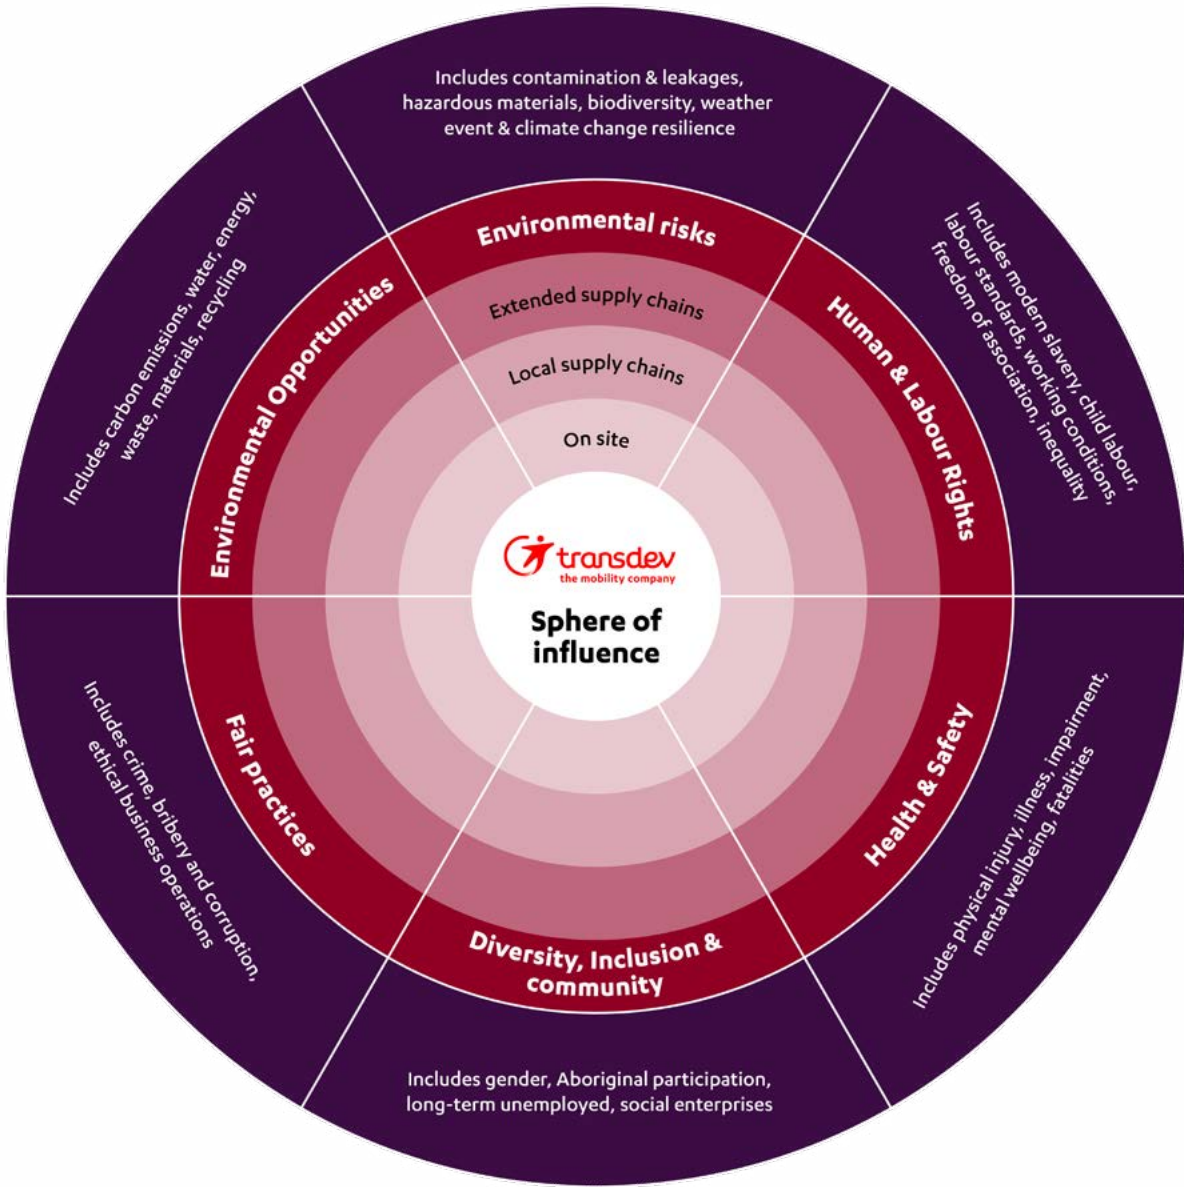 Includes contamination & leakages,
hazardous materials, biodiversity, weather
event & climate change resilience
Environmental risks
Extended supply chains
Local supply chains
On site
Includes modern slavery, child labour,
labour standards, working conditions,
freedom of association, inequality
Human & Labour Rights
Includes physical injury, illness, impairment,
mental wellbeing, fatalities
Health & Safety
Diversity, Inclusion &
community
Includes gender, Aboriginal participation,
long-term unemployed, social enterprises
Fair practices
Includes crime, bribery and corruption,
ethical business operations
Environmental Opportunities
Includes carbon emissions, water, energy,
waste, materials, recycling
transdev
the mobility company
Sphere of
influence